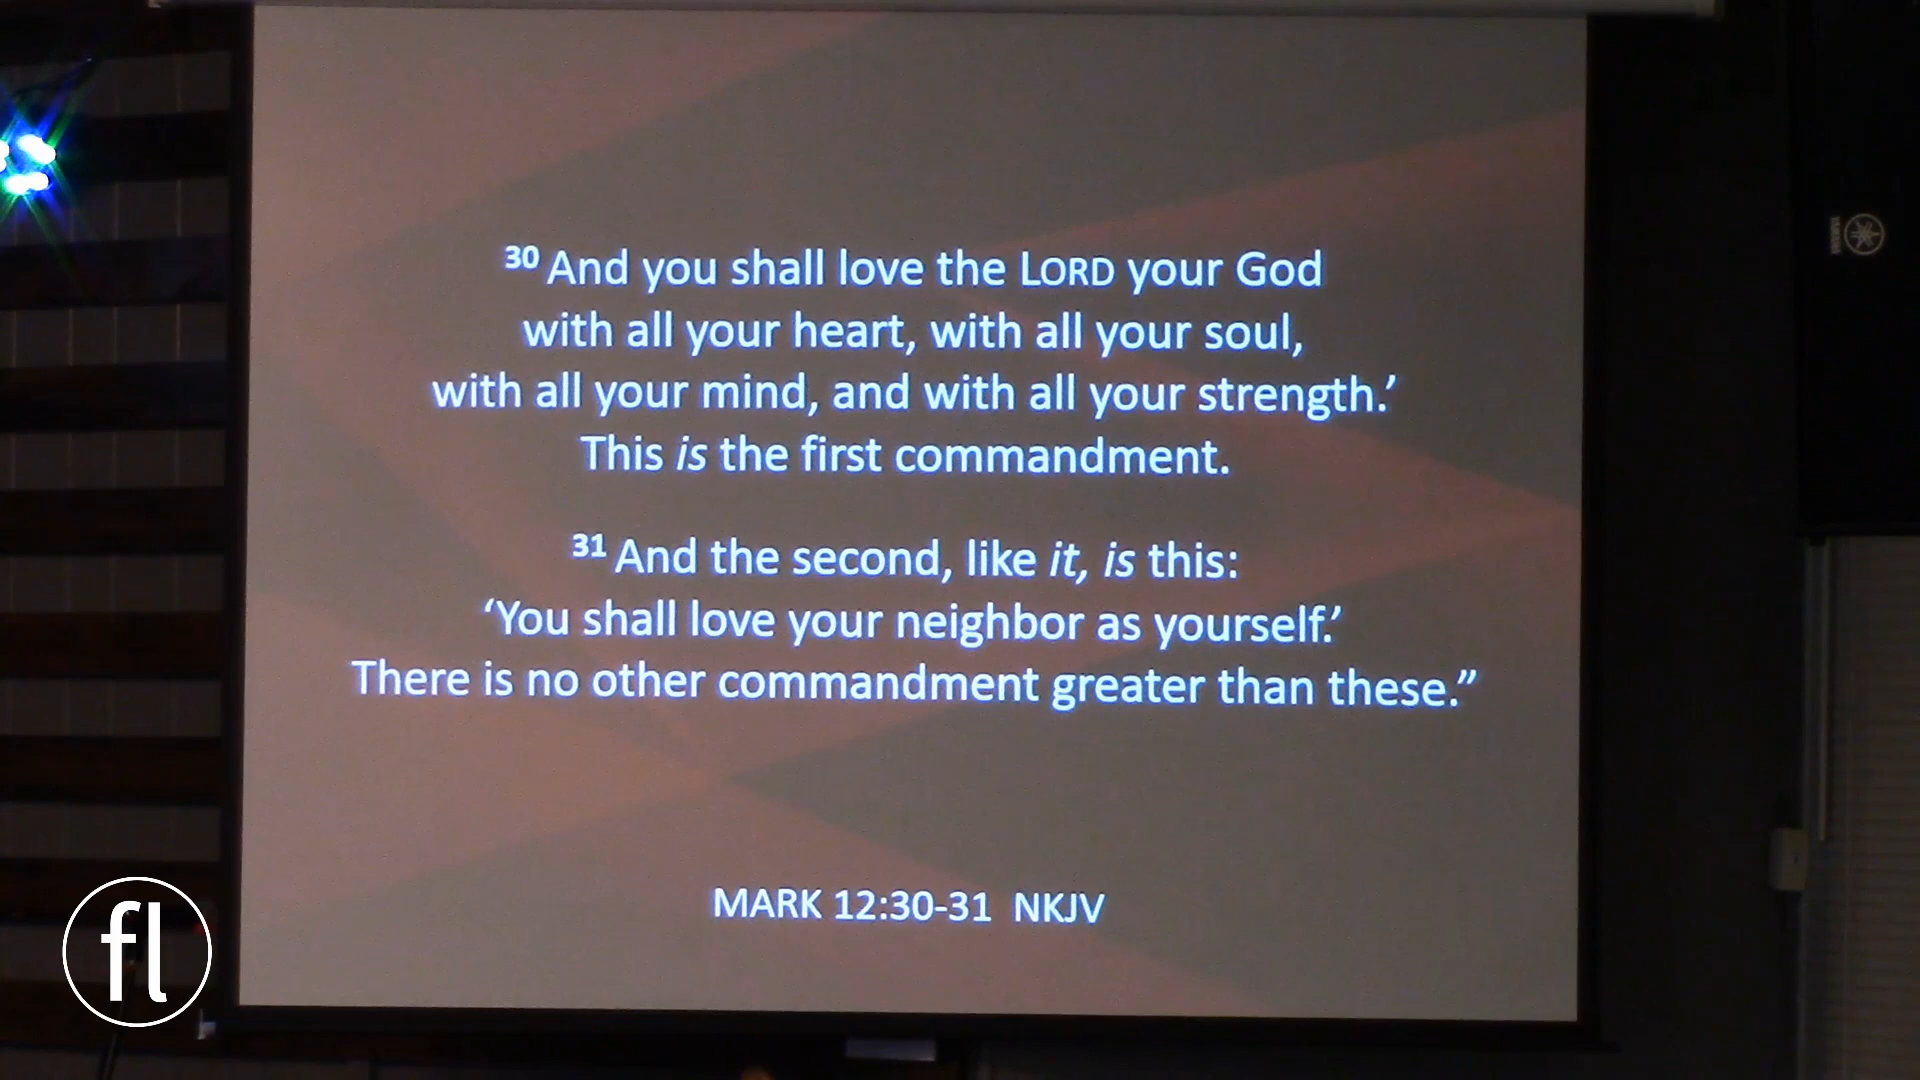 30 And you shall love the LORD your God
with all your heart, with all your soul,
with all your mind, and with all your strength.’
This is the first commandment.
31 And the second, like it, is this:
‘You shall love your neighbor as yourself.’
There is no other commandment greater than these.”
MARK 12:30-31 NKJV
fl
YAMAHA